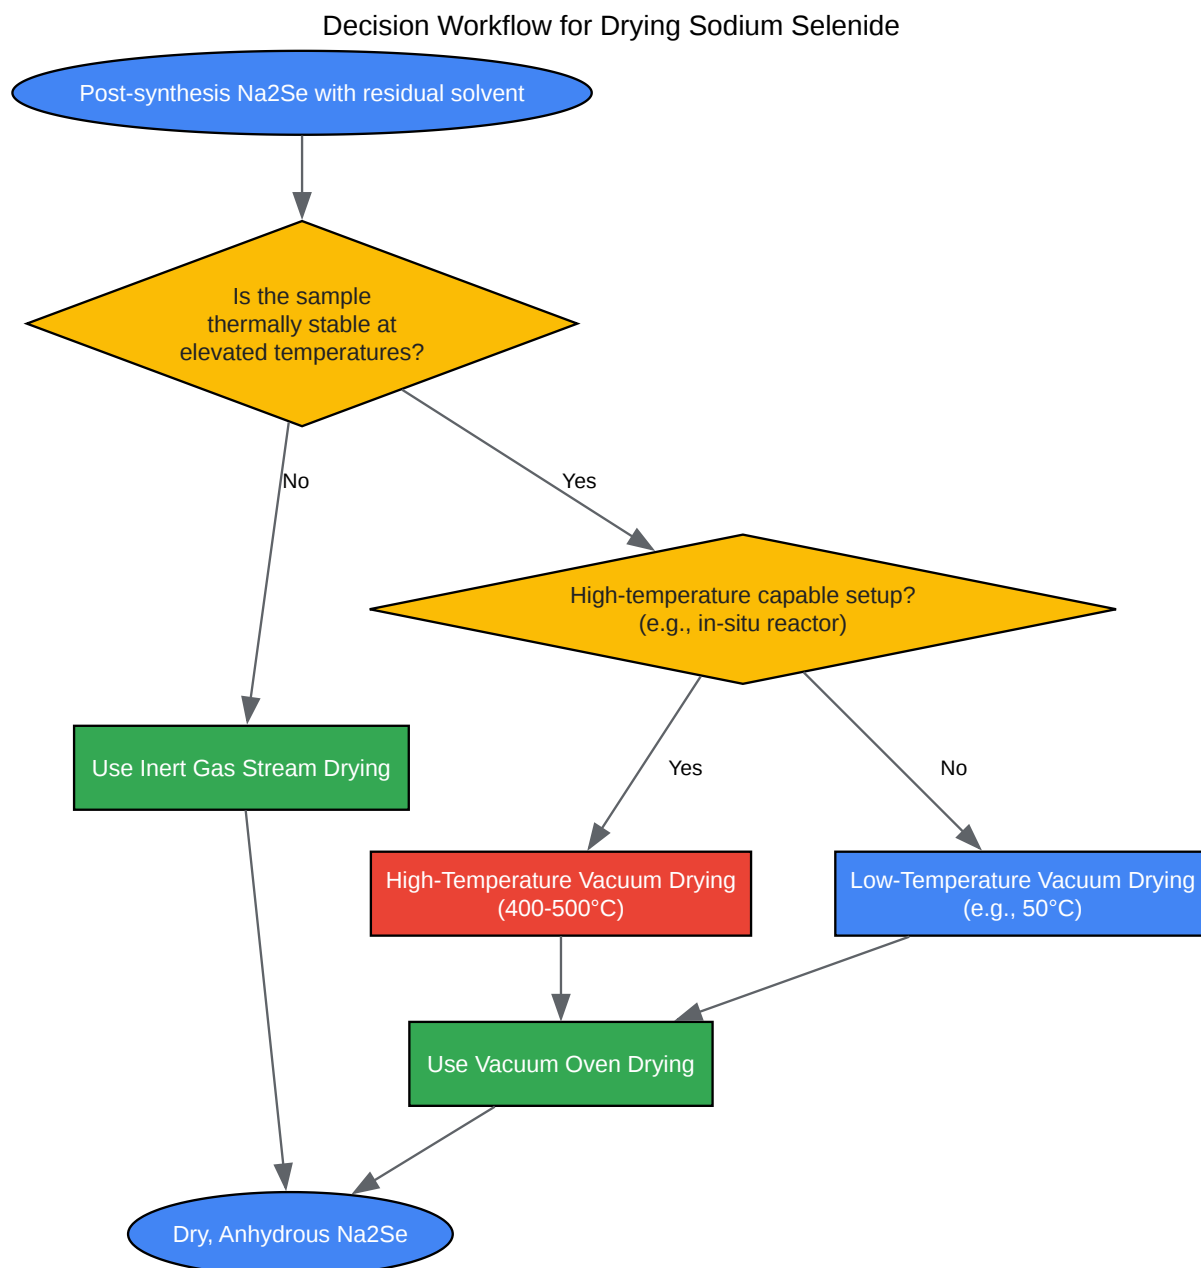 Decision Workflow for Drying Sodium Selenide
Post-synthesis Na2Se with residual solvent
Is the sample
thermally stable at
elevated temperatures?
No
Yes
High-temperature capable setup?
(e.g., in-situ reactor)
Use Inert Gas Stream Drying
Yes
No
High-Temperature Vacuum Drying
(400-500°C)
Low-Temperature Vacuum Drying
(e.g., 50°C)
Use Vacuum Oven Drying
Dry, Anhydrous Na2Se